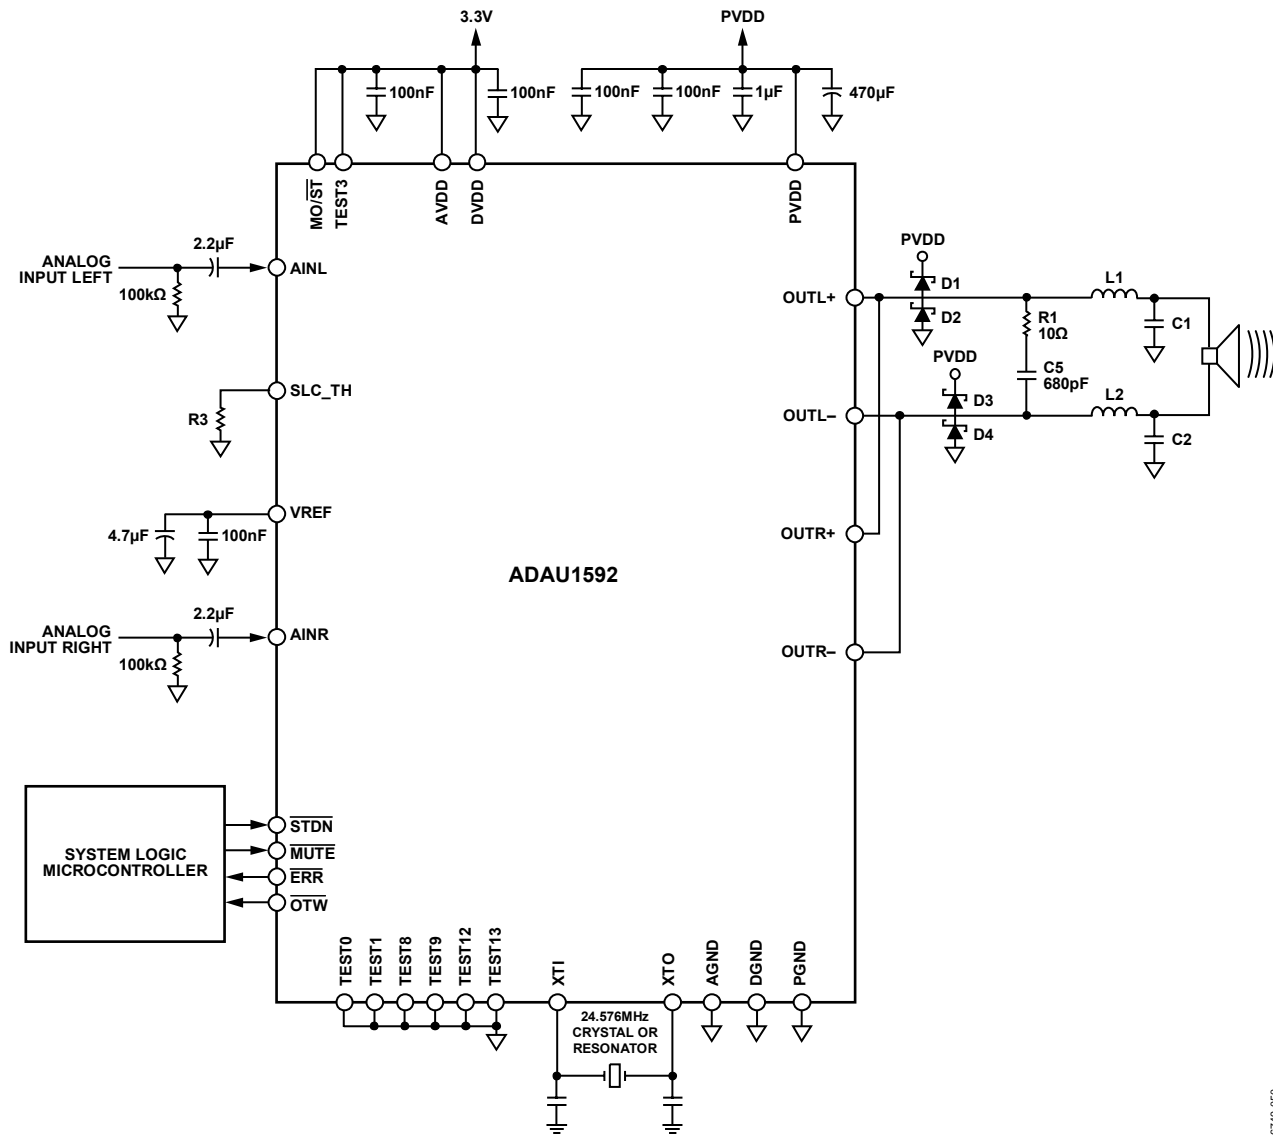 3.3V
PVDD
100nF
100nF
100nF
100nF
1µF
470µF
MO/ST
TEST3
AVDD
DVDD
PVDD
ANALOG
INPUT LEFT
2.2µF
100kΩ
AINL
SLC_TH
R3
VREF
4.7µF
100nF
ANALOG
INPUT RIGHT
2.2µF
100kΩ
AINR
ADAU1592
OUTL+
OUTL–
OUTR+
OUTR–
PVDD
D1
D2
PVDD
D3
D4
R1
10Ω
C5
680pF
L1
C1
L2
C2
SYSTEM LOGIC
MICROCONTROLLER
STDN
MUTE
ERR
OTW
TEST0
TEST1
TEST8
TEST9
TEST12
TEST13
XTI
XTO
AGND
DGND
PGND
24.576MHz
CRYSTAL OR
RESONATOR